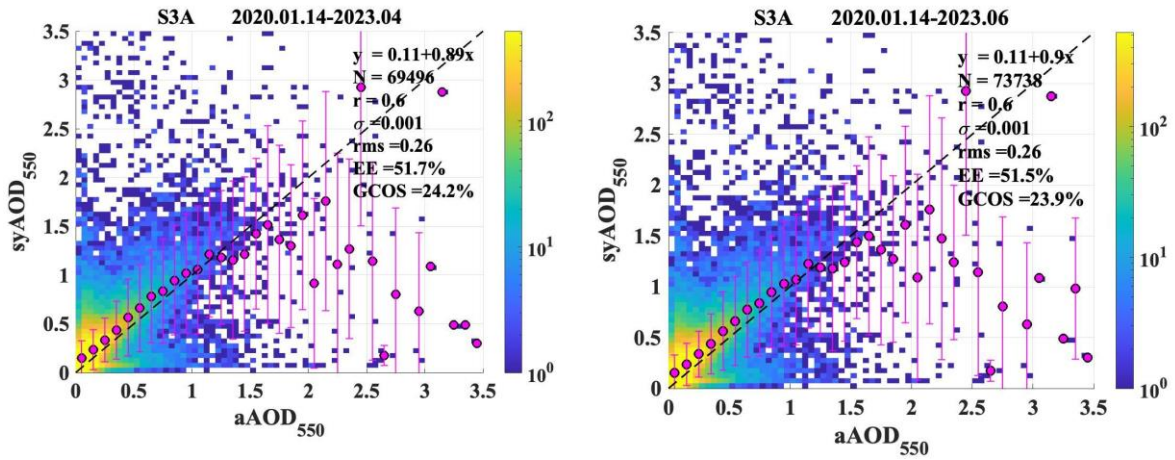 S3A 2020.01.14-2023.04
3.5
3
2.5
2
1.5
1
0.5
0
syAOD550
y = 0.11+0.89x
N = 69496
r = 0.6
σ =0.001
rms = 0.26
EE =51.7%
GCOS =24.2%
0 0.5 1 1.5 2 2.5 3 3.5
aAOD550
10^2
10^1
10^0
S3A 2020.01.14-2023.06
3.5
3
2.5
2
1.5
1
0.5
0
syAOD550
y = 0.11+0.9x
N = 73738
r = 0.6
σ =0.001
rms = 0.26
EE =51.5%
GCOS =23.9%
0 0.5 1 1.5 2 2.5 3 3.5
aAOD550
10^2
10^1
10^0